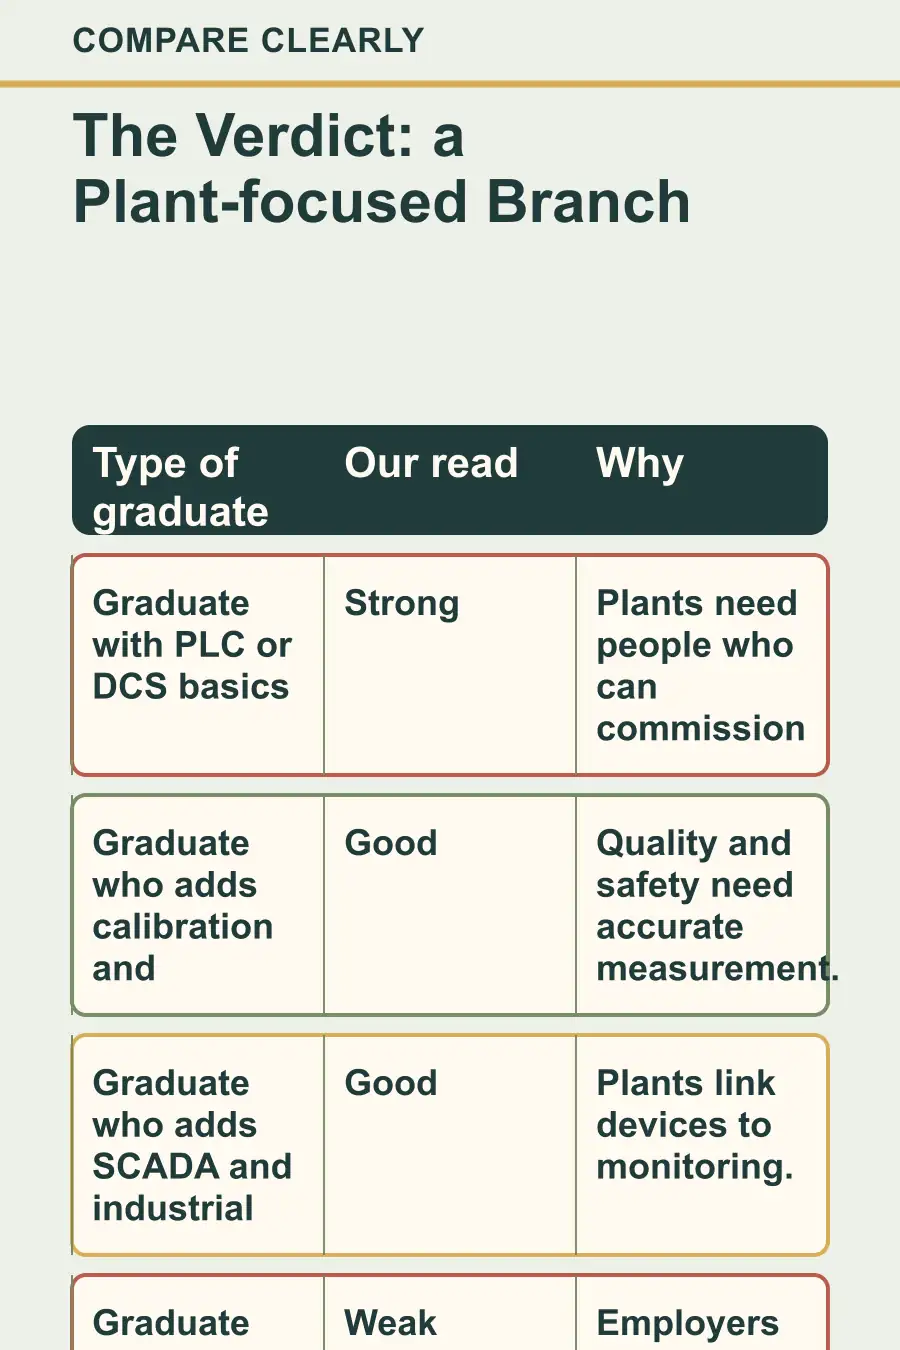 COMPARE CLEARLY
The Verdict: a
Plant-focused Branch
Type of
graduate
Our read
Why
Graduate
with PLC or
DCS basics
Strong
Plants need
people who
can
commission
Graduate
who adds
calibration
and
Good
Quality and
safety need
accurate
measurement.
Graduate
who adds
SCADA and
industrial
Good
Plants link
devices to
monitoring.
Graduate
Weak
Employers